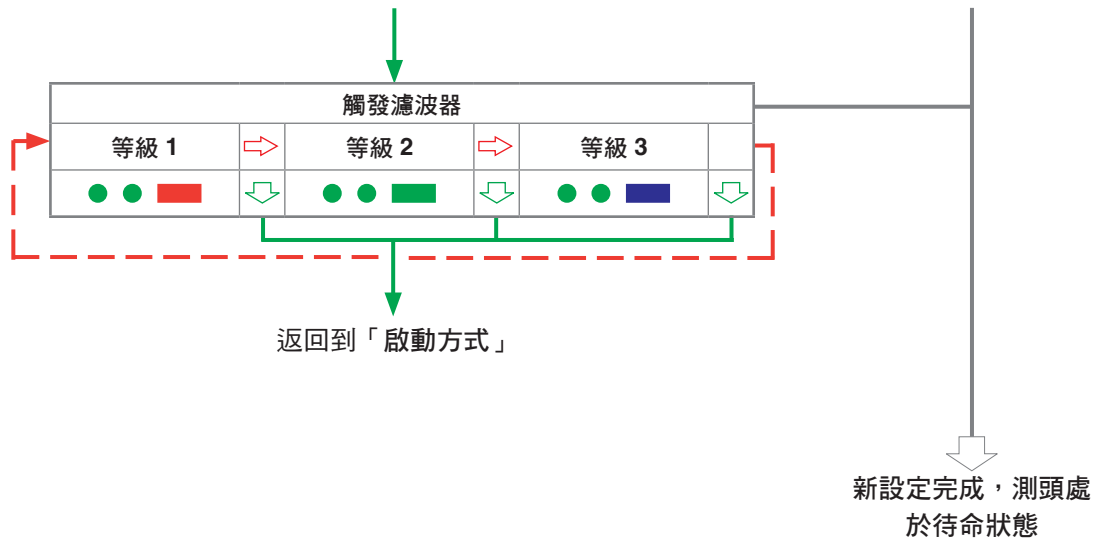 觸發濾波器
等級 1
等級 2
等級 3
返回到「啟動方式」
新設定完成，測頭處
於待命狀態